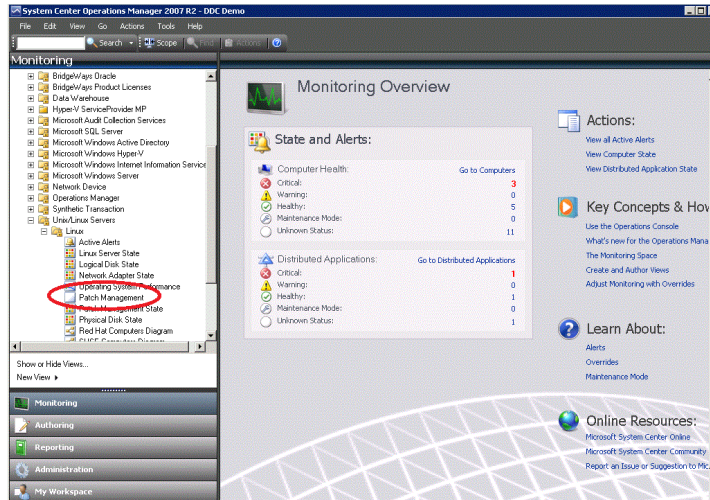 System Center Operations Manager 2007 R2 - DDC Demo
File Edit View Go Actions Tools Help
Search Scope Find Actions
Monitoring
BridgeWays Oracle
BridgeWays Product Licenses
Data Warehouse
Hyper-V ServiceProvider MP
Microsoft Audit Collection Services
Microsoft SQL Server
Microsoft Windows Active Directory
Microsoft Windows Hyper-V
Microsoft Windows Internet Information Service
Microsoft Windows Server
Network Device
Operations Manager
Synthetic Transaction
Unix/Linux Servers
Linux
Active Alerts
Linux Server State
Logical Disk State
Network Adapter State
Operating System Performance
Patch Management
Patch Management State
Physical Disk State
Red Hat Computers Diagram
SUSE Computers Diagram
Show or Hide Views...
New View
Monitoring
Authoring
Reporting
Administration
My Workspace
Monitoring Overview
State and Alerts:
Computer Health: Go to Computers
Critical: 3
Warning: 0
Healthy: 5
Maintenance Mode: 0
Unknown Status: 11
Distributed Applications: Go to Distributed Applications
Critical: 1
Warning: 0
Healthy: 1
Maintenance Mode: 0
Unknown Status: 1
Actions:
View all Active Alerts
View Computer State
View Distributed Application State
Key Concepts & How
Use the Operations Console
What's new for the Operations Mana
The Monitoring Space
Create and Author Views
Adjust Monitoring with Overrides
Learn About:
Alerts
Overrides
Maintenance Mode
Online Resources:
Microsoft System Center Online
Microsoft System Center Community
Report an Issue or Suggestion to Mic